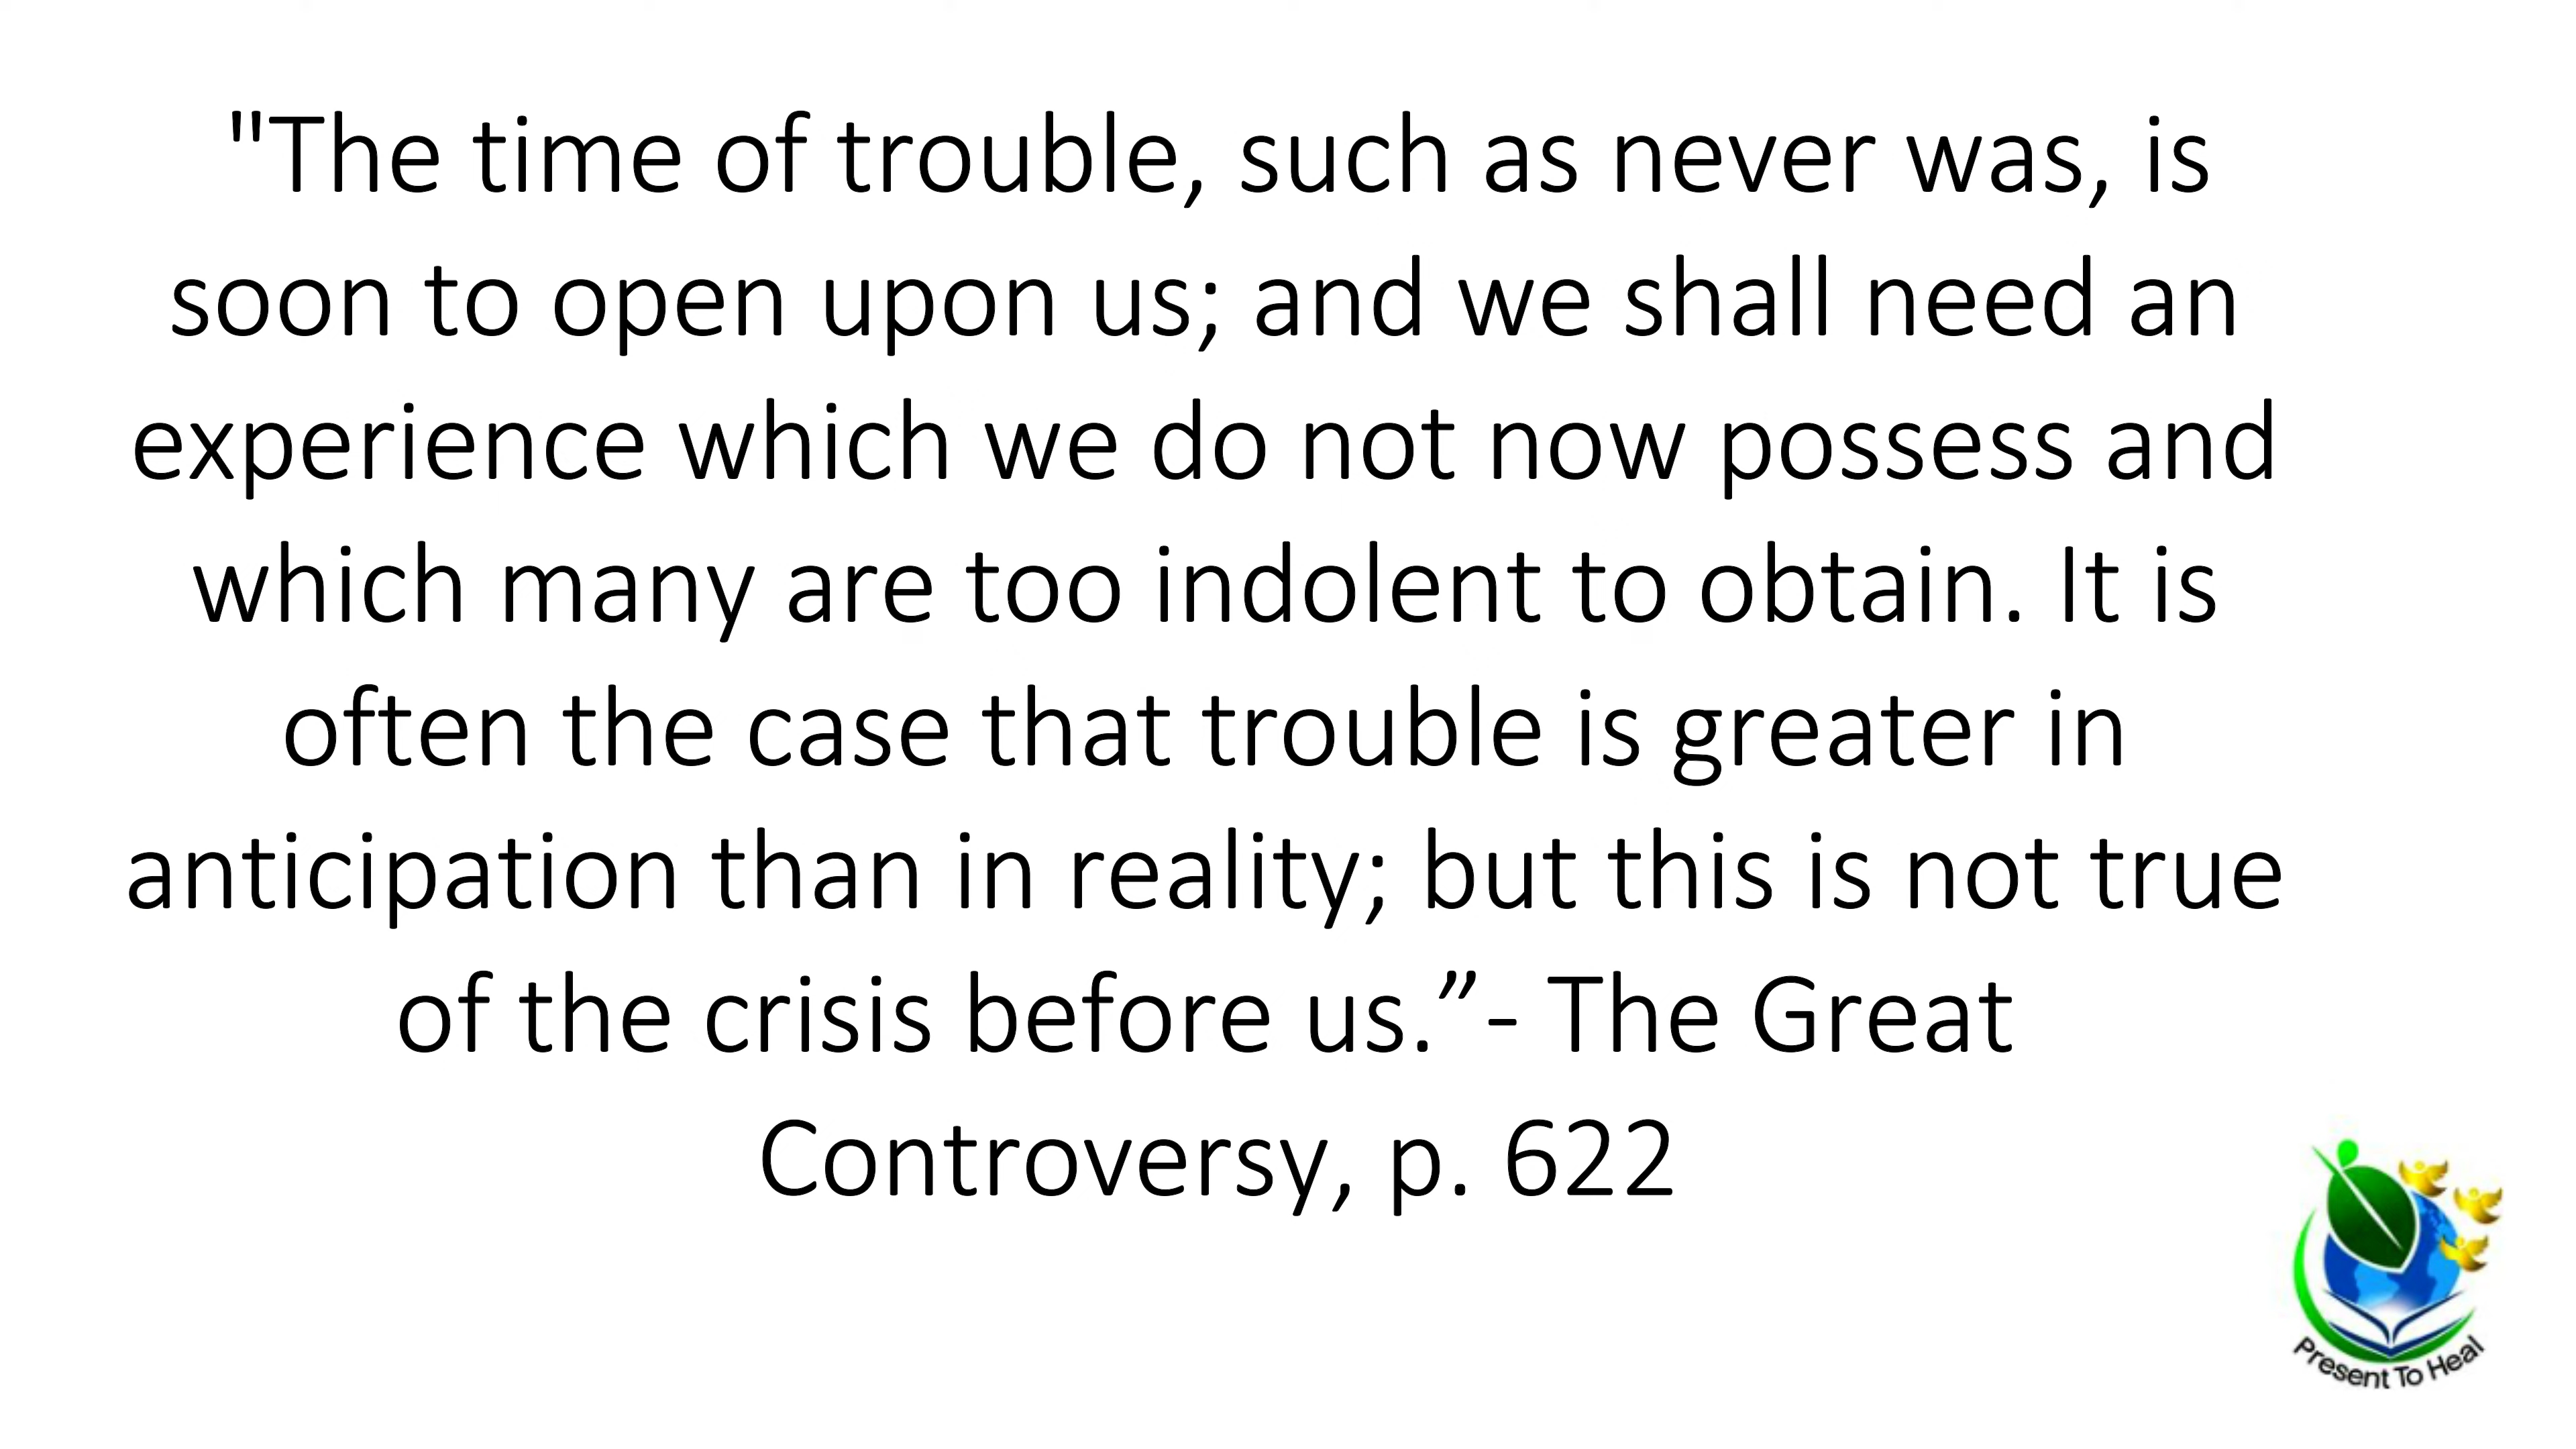 "The time of trouble, such as never was, is
soon to open upon us; and we shall need an
experience which we do not now possess and
which many are too indolent to obtain. It is
often the case that trouble is greater in
anticipation than in reality; but this is not true
of the crisis before us.”- The Great
Controversy, p. 622
Present To Heal